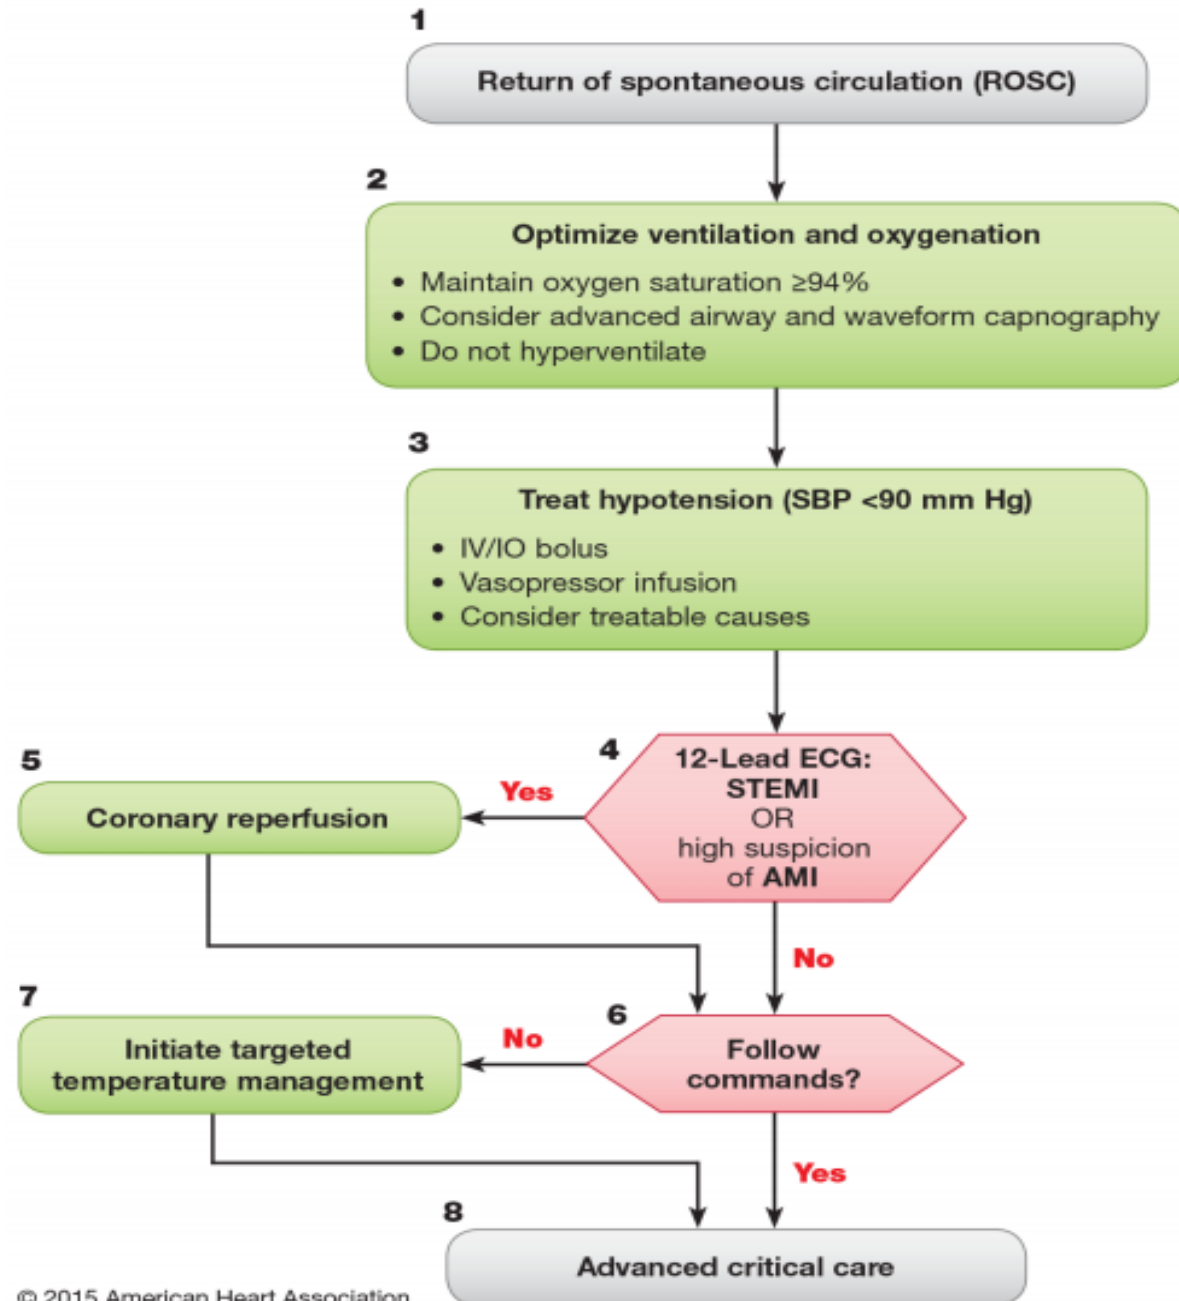 1
Return of spontaneous circulation (ROSC)
2
Optimize ventilation and oxygenation
• Maintain oxygen saturation ≥94%
• Consider advanced airway and waveform capnography
• Do not hyperventilate
3
Treat hypotension (SBP <90 mm Hg)
• IV/IO bolus
• Vasopressor infusion
• Consider treatable causes
4
12-Lead ECG:
STEMI
OR
high suspicion
of AMI
Yes
5
Coronary reperfusion
No
6
Follow
commands?
No
7
Initiate targeted
temperature management
Yes
8
Advanced critical care
© 2015 American Heart Association